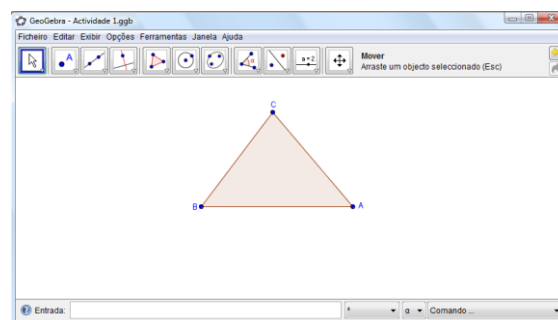 GeoGebra - Actividade 1.ggb
Ficheiro Editar Exibir Opções Ferramentas Janela Ajuda
A
α
a=2
Mover
Arraste um objecto seleccionado (Esc)
C
B
A
Entrada:
α
Comando ...